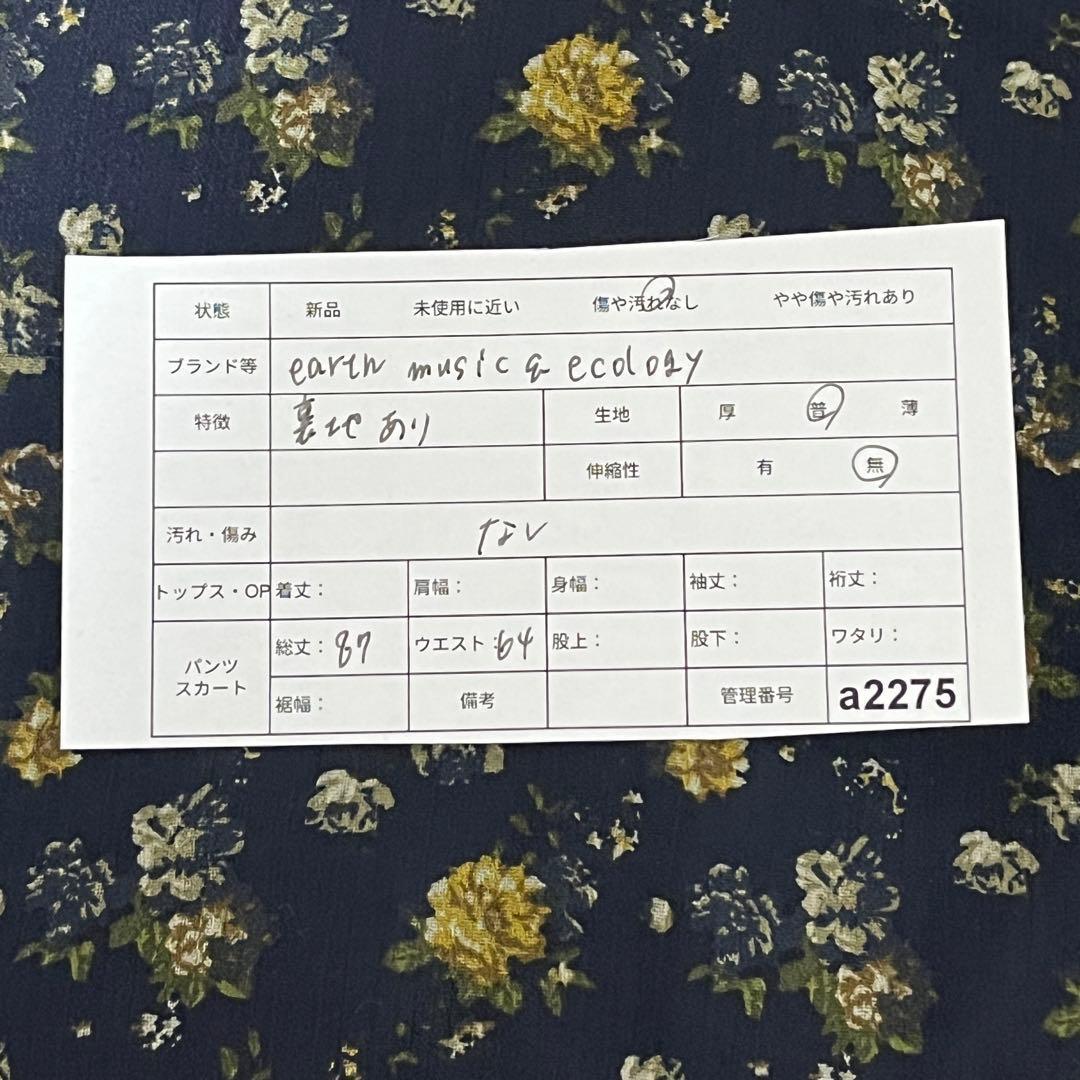 状態 新品 未使用に近い 傷や汚れなし やや傷や汚れあり
ブランド等 earth music & ecology
特徴 裏地あり 生地 厚 普 薄
伸縮性 有 無
汚れ・傷み なし
トップス・OP 着丈： 肩幅： 身幅： 袖丈： 裄丈：
パンツ
スカート
総丈：87 ウエスト：64 股上： 股下： ワタリ：
裾幅： 備考 管理番号 a2275